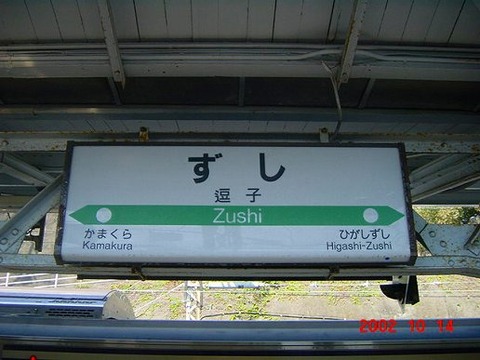 ずし
逗子
Zushi
かまくら
Kamakura
ひがしずし
Higashi-Zushi
2002 10 14